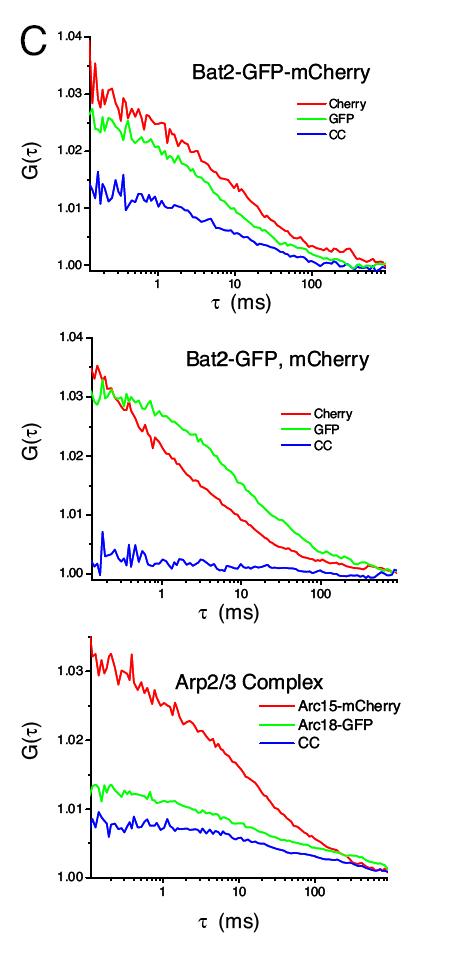 C
1.04
Bat2-GFP-mCherry
1.03
Cherry
GFP
CC
G(τ)
1.02
1.01
1.00
1 10 100
τ (ms)
1.04
Bat2-GFP, mCherry
1.03
Cherry
GFP
CC
G(τ)
1.02
1.01
1.00
1 10 100
τ (ms)
1.03
Arp2/3 Complex
Arc15-mCherry
Arc18-GFP
CC
G(τ)
1.02
1.01
1.00
1 10 100
τ (ms)